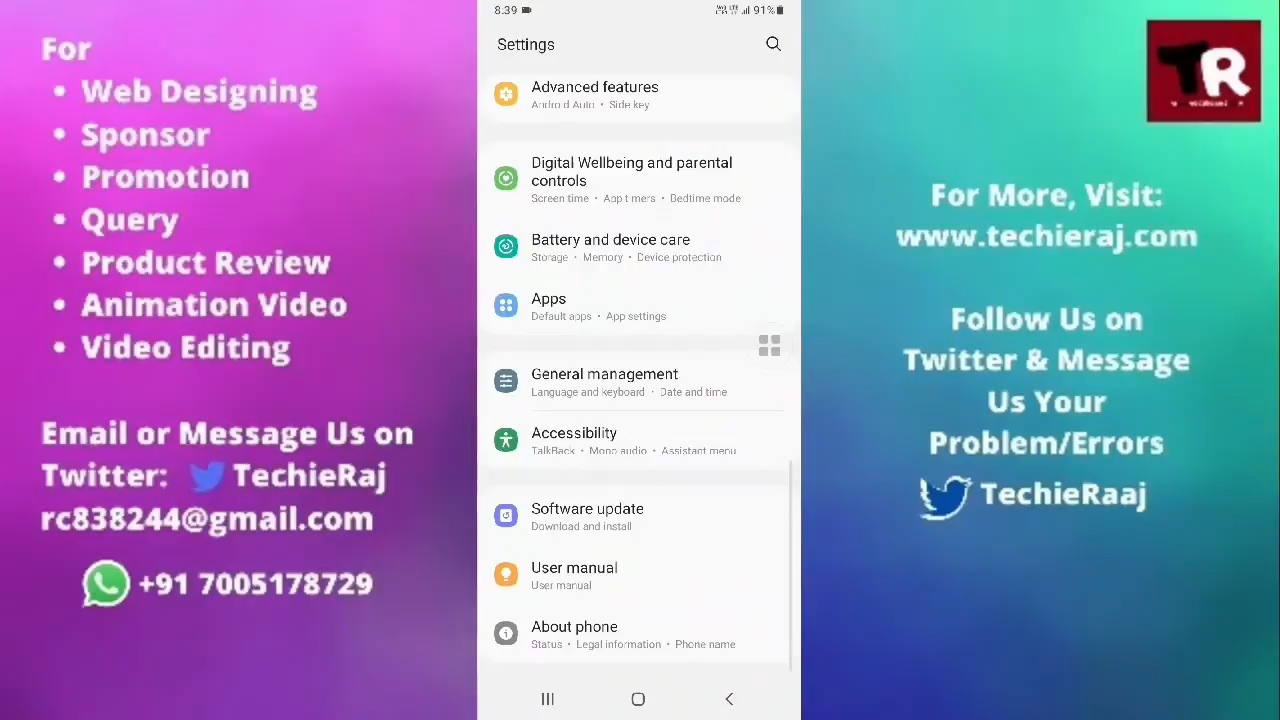 For
• Web Designing
• Sponsor
• Promotion
• Query
• Product Review
• Animation Video
• Video Editing
Email or Message Us on
Twitter: TechieRaj
rc838244@gmail.com
+91 7005178729
8:39
91%
Settings
Advanced features
Android Auto • Side key
Digital Wellbeing and parental
controls
Screen time • App timers • Bedtime mode
Battery and device care
Storage • Memory • Device protection
Apps
Default apps • App settings
General management
Language and keyboard • Date and time
Accessibility
TalkBack • Mono audio • Assistant menu
Software update
Download and install
User manual
User manual
About phone
Status • Legal information • Phone name
TR
For More, Visit:
www.techieraj.com
Follow Us on
Twitter & Message
Us Your
Problem/Errors
TechieRaaj